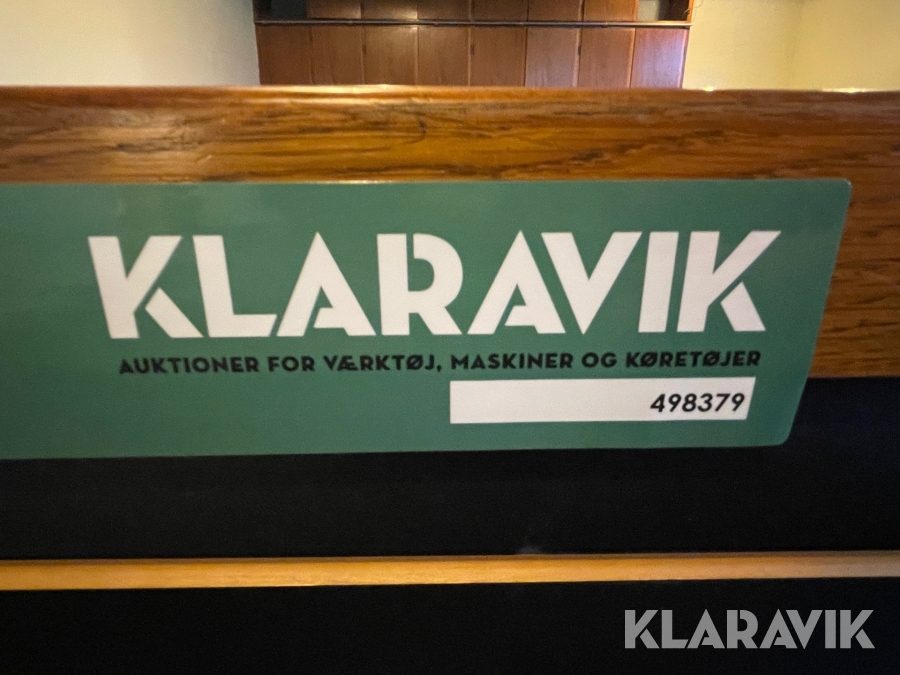 KLARAVIK
AUKTIONER FOR VÆRKTØJ, MASKINER OG KØRETØJER
498379
KLARAVIK